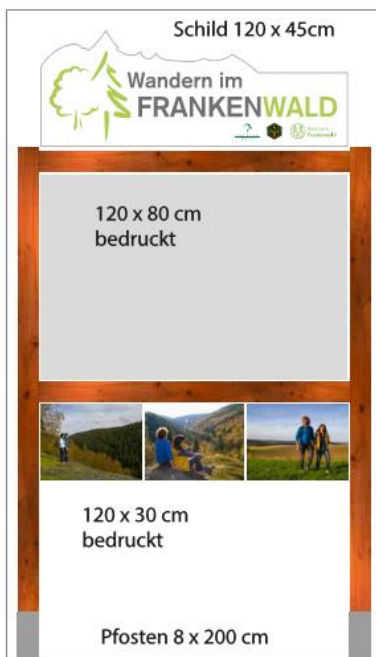 Schild 120 x 45cm
Wandern im
FRANKENWALD
120 x 80 cm
bedruckt
120 x 30 cm
bedruckt
Pfosten 8 x 200 cm